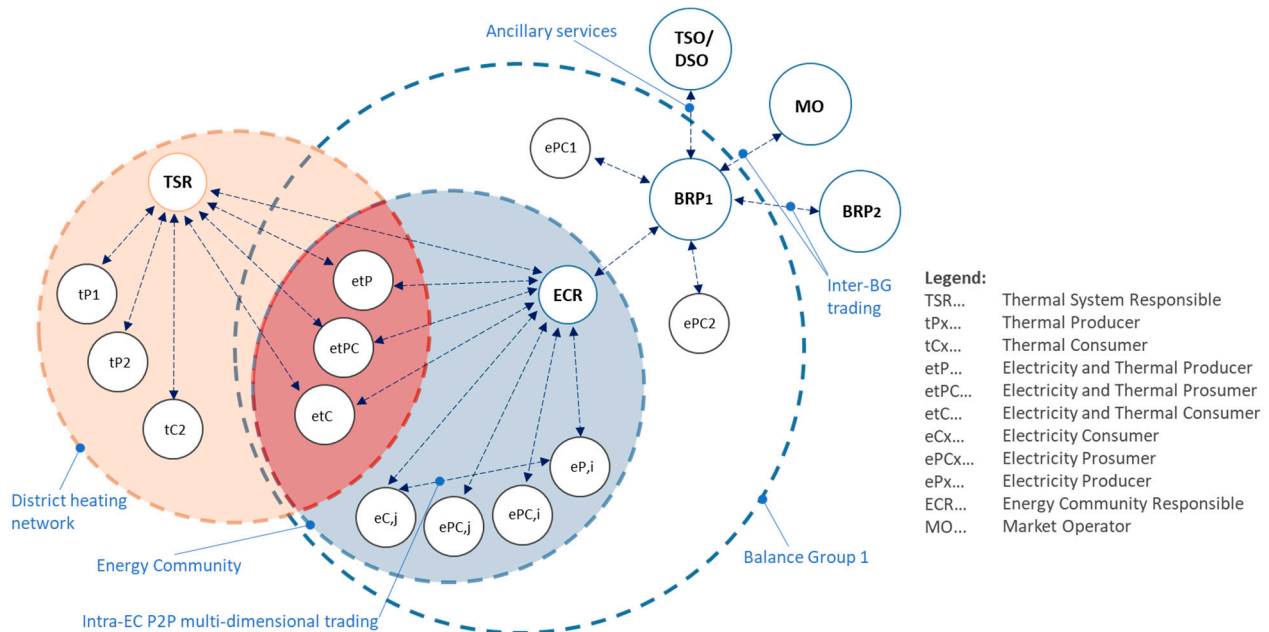 Ancillary services
TSO/
DSO
MO
ePC1
TSR
BRP1
BRP2
etP
tP1
ECR
Inter-BG
trading
ePC2
etPC
tP2
etC
tC2
eP,i
eC,j
ePC,j
ePC,i
District heating
network
Energy Community
Balance Group 1
Intra-EC P2P multi-dimensional trading
Legend:
TSR... Thermal System Responsible
tPx... Thermal Producer
tCx... Thermal Consumer
etP... Electricity and Thermal Producer
etPC... Electricity and Thermal Prosumer
etC... Electricity and Thermal Consumer
eCx... Electricity Consumer
ePCx... Electricity Prosumer
ePx... Electricity Producer
ECR... Energy Community Responsible
MO... Market Operator